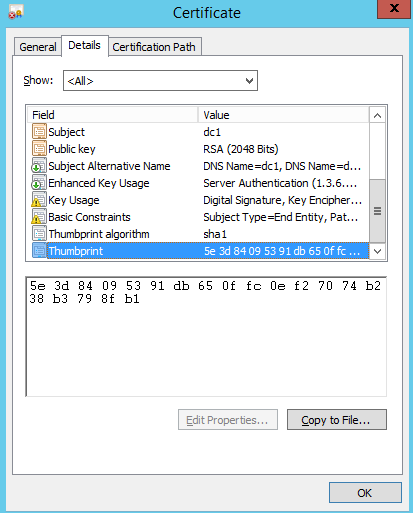 Certificate
General Details Certification Path
Show: <All>
Field Value
Subject dc1
Public key RSA (2048 Bits)
Subject Alternative Name DNS Name=dc1, DNS Name=d...
Enhanced Key Usage Server Authentication (1.3.6....
Key Usage Digital Signature, Key Encipher...
Basic Constraints Subject Type=End Entity, Pat...
Thumbprint algorithm sha1
Thumbprint 5e 3d 84 09 53 91 db 65 0f fc ...
5e 3d 84 09 53 91 db 65 0f fc 0e f2 70 74 b2
38 b3 79 8f b1
Edit Properties... Copy to File...
OK